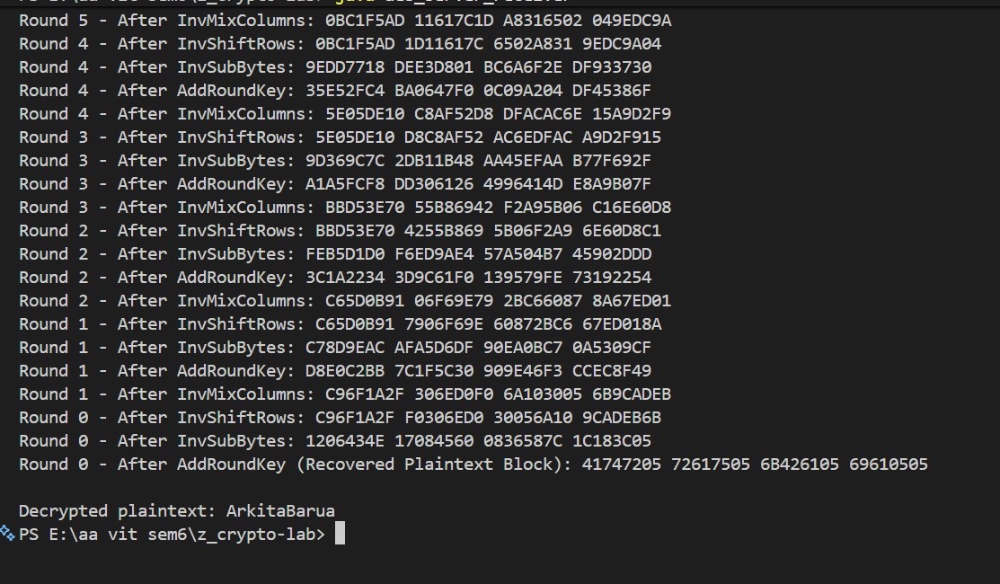 Round 5 - After InvMixColumns: 0BC1F5AD 11617C1D A8316502 049EDC9A
Round 4 - After InvShiftRows: 0BC1F5AD 1D11617C 6502A831 9EDC9A04
Round 4 - After InvSubBytes: 9EDD7718 DEE3D801 BC6A6F2E DF933730
Round 4 - After AddRoundKey: 35E52FC4 BA0647F0 0C09A204 DF45386F
Round 4 - After InvMixColumns: 5E05DE10 C8AF52D8 DFACAC6E 15A9D2F9
Round 3 - After InvShiftRows: 5E05DE10 D8C8AF52 AC6EDFAC A9D2F915
Round 3 - After InvSubBytes: 9D369C7C 2DB11B48 AA45EFAA B77F692F
Round 3 - After AddRoundKey: A1A5FCF8 DD306126 4996414D E8A9B07F
Round 3 - After InvMixColumns: BBD53E70 55B86942 F2A95B06 C16E60D8
Round 2 - After InvShiftRows: BBD53E70 4255B869 5B06F2A9 6E60D8C1
Round 2 - After InvSubBytes: FEB5D1D0 F6ED9AE4 57A504B7 45902DDD
Round 2 - After AddRoundKey: 3C1A2234 3D9C61F0 139579FE 73192254
Round 2 - After InvMixColumns: C65D0B91 06F69E79 2BC66087 8A67ED01
Round 1 - After InvShiftRows: C65D0B91 7906F69E 60872BC6 67ED018A
Round 1 - After InvSubBytes: C78D9EAC AFA5D6DF 90EA0BC7 0A5309CF
Round 1 - After AddRoundKey: D8E0C2BB 7C1F5C30 909E46F3 CCEC8F49
Round 1 - After InvMixColumns: C96F1A2F 306ED0F0 6A103005 6B9CADEB
Round 0 - After InvShiftRows: C96F1A2F F0306ED0 30056A10 9CADEB6B
Round 0 - After InvSubBytes: 1206434E 17084560 0836587C 1C183C05
Round 0 - After AddRoundKey (Recovered Plaintext Block): 41747205 72617505 6B426105 69610505
Decrypted plaintext: ArkitaBarua
PS E:\aa vit sem6\z_crypto-lab>